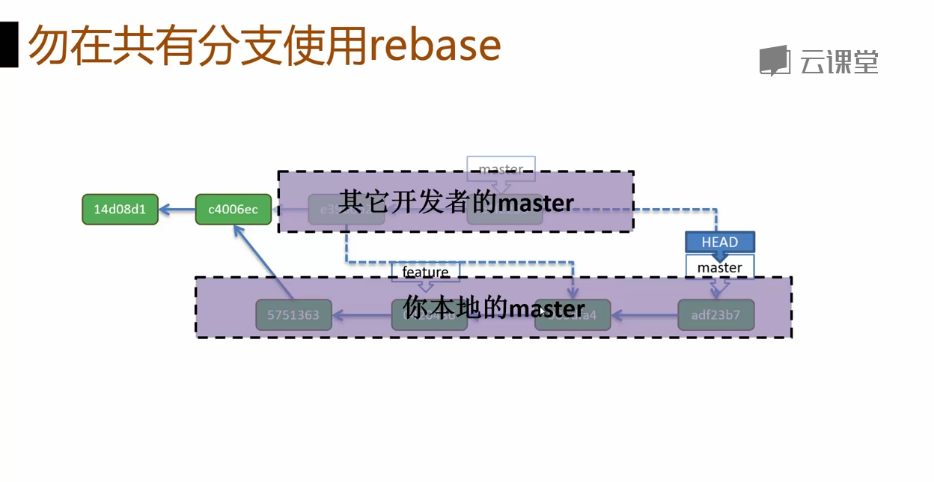 勿在共有分支使用rebase
云课堂
master
14d08d1
c4006ec
其它开发者的master
HEAD
feature
master
5751363
你本地的master
adf23b7